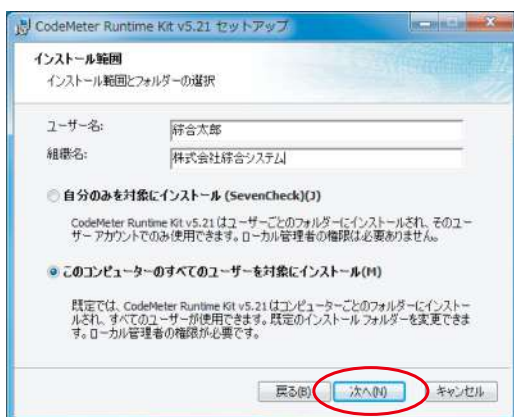 CodeMeter Runtime Kit v5.21 セットアップ
インストール範囲
インストール範囲とフォルダーの選択
ユーザー名:
綜合太郎
組織名:
株式会社綜合システム
自分のみを対象にインストール (SevenCheck)(J)
CodeMeter Runtime Kit v5.21 はユーザーごとのフォルダーにインストールされ、そのユー
ザー アカウントでのみ使用できます。ローカル管理者の権限は必要ありません。
このコンピューターのすべてのユーザーを対象にインストール(M)
既定では、CodeMeter Runtime Kit v5.21 はコンピューターごとのフォルダーにインストー
ルされ、すべてのユーザーが使用できます。既定のインストール フォルダーを変更できま
す。ローカル管理者の権限が必要です。
戻る(B) 次へ(N) キャンセル